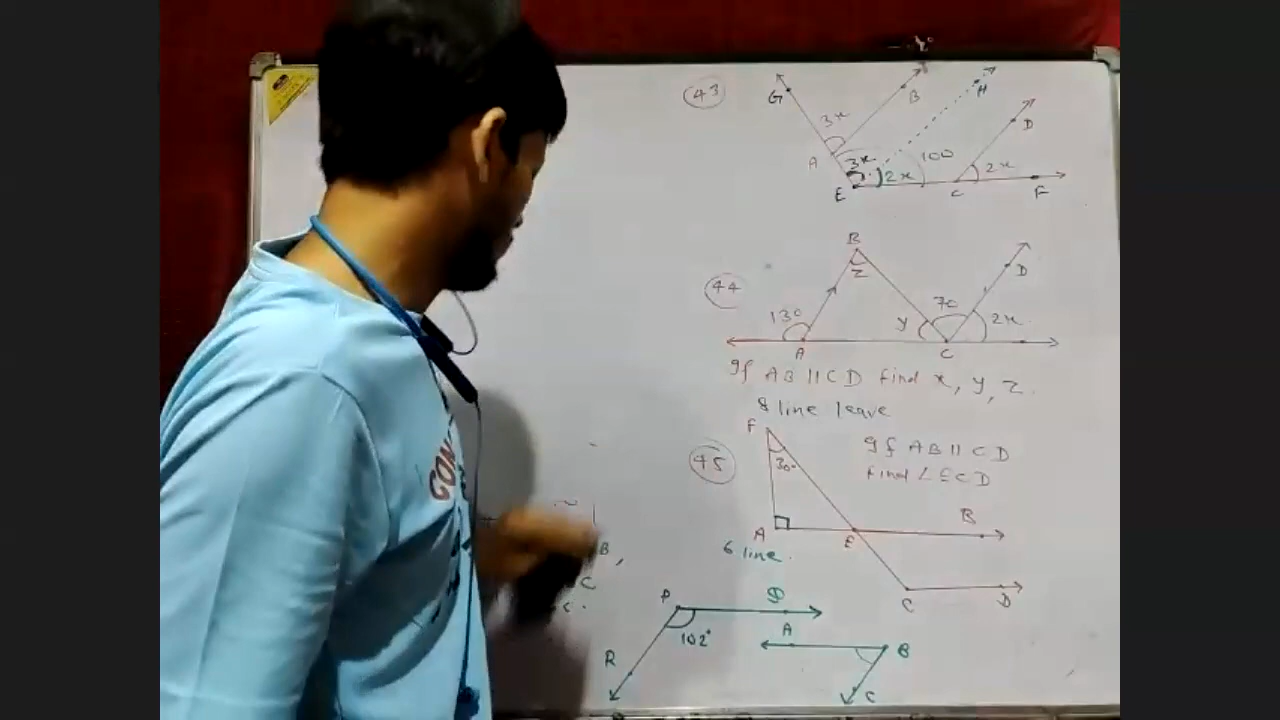 43
G
B
H
D
3x
A
3x
100
2x
2x
E
C
F
44
B
Z
D
130
y
70
2x
A
C
If AB || CD find x, y, z.
8 line leave
45
F
30°
If AB || CD
find ∠ECD
A
E
B
6 line.
C
D
B,
C
c.
P
D
102°
R
A
B
C
CON